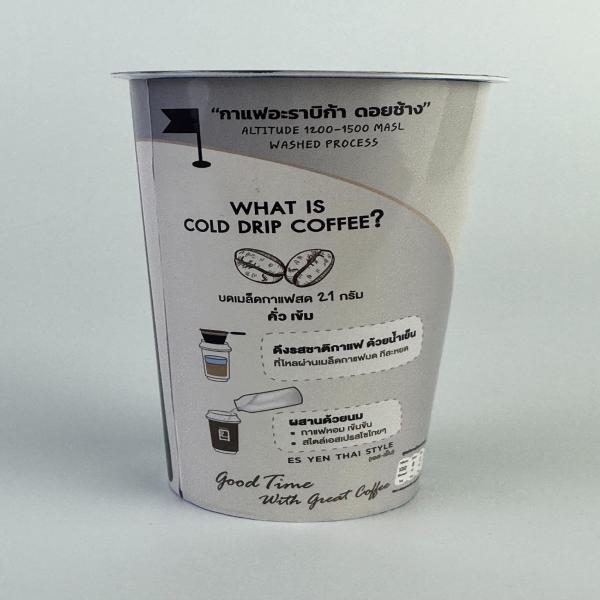 “กาแฟอะราบิก้า ดอยช้าง”
ALTITUDE 1200-1500 MASL
WASHED PROCESS
WHAT IS
COLD DRIP COFFEE?
บดเมล็ดกาแฟสด 21 กรัม
คั่ว เข้ม
ดึงรสชาติกาแฟ ด้วยน้ำเย็น
ที่ไหลผ่านเมล็ดกาแฟบด ทีละหยด
ผสานด้วยนม
• กาแฟหอม เข้มข้น
• สไตล์เอสเปรสโซไทยๆ
ES YEN THAI STYLE
(เอส-เย็น)
Good Time
With Great Coffee